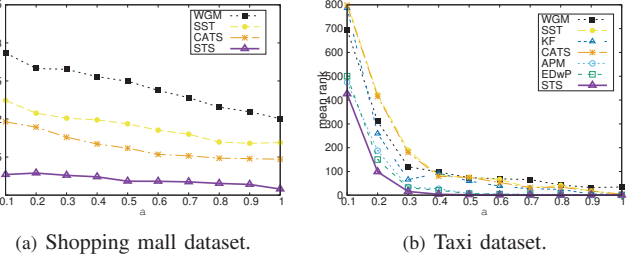 WGM
SST
CATS
STS
0.1 0.2 0.3 0.4 0.5 0.6 0.7 0.8 0.9 1
a
(a) Shopping mall dataset.
800
700
600
500
400
300
200
100
0
mean rank
WGM
SST
KF
CATS
APM
EDwP
STS
0.1 0.2 0.3 0.4 0.5 0.6 0.7 0.8 0.9 1
a
(b) Taxi dataset.